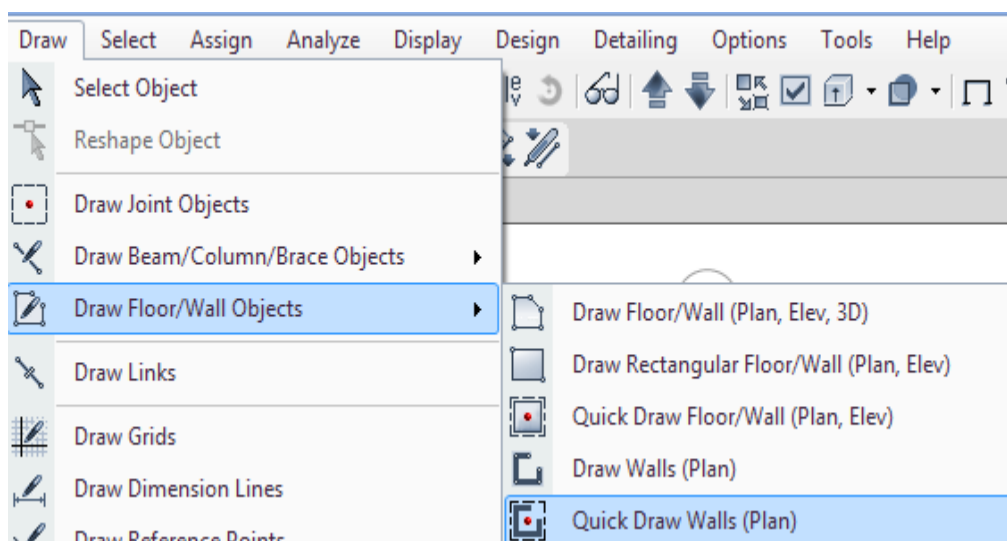 Draw Select Assign Analyze Display Design Detailing Options Tools Help
Select Object
Reshape Object
Draw Joint Objects
Draw Beam/Column/Brace Objects
Draw Floor/Wall Objects
Draw Links
Draw Grids
Draw Dimension Lines
Draw Reference Points
Draw Floor/Wall (Plan, Elev, 3D)
Draw Rectangular Floor/Wall (Plan, Elev)
Quick Draw Floor/Wall (Plan, Elev)
Draw Walls (Plan)
Quick Draw Walls (Plan)